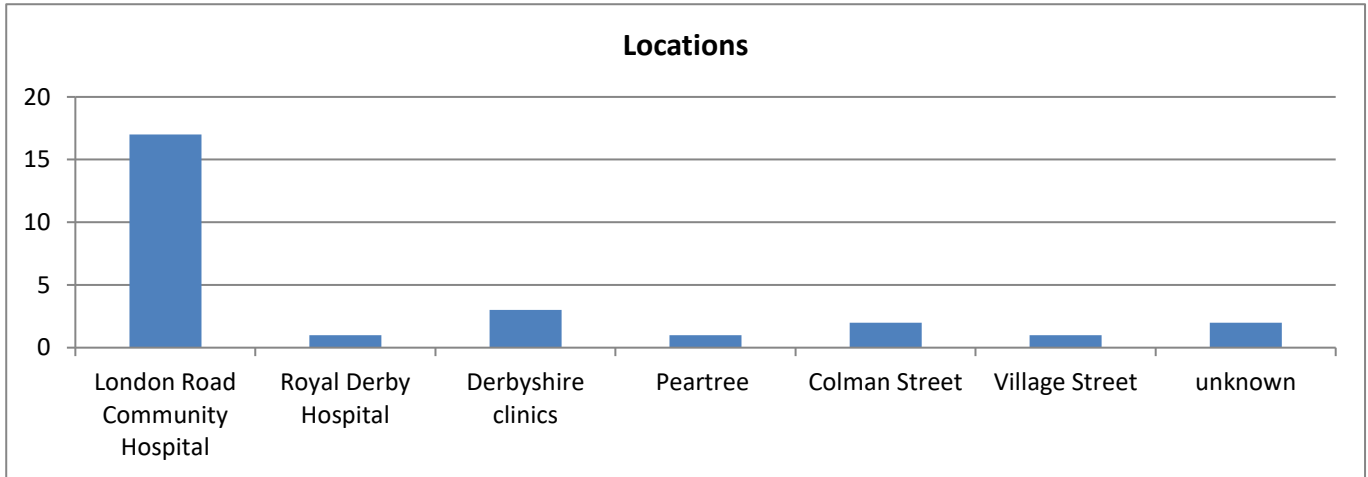 Locations
20
15
10
5
0
London Road
Community
Hospital
Royal Derby
Hospital
Derbyshire
clinics
Peartree
Colman Street
Village Street
unknown